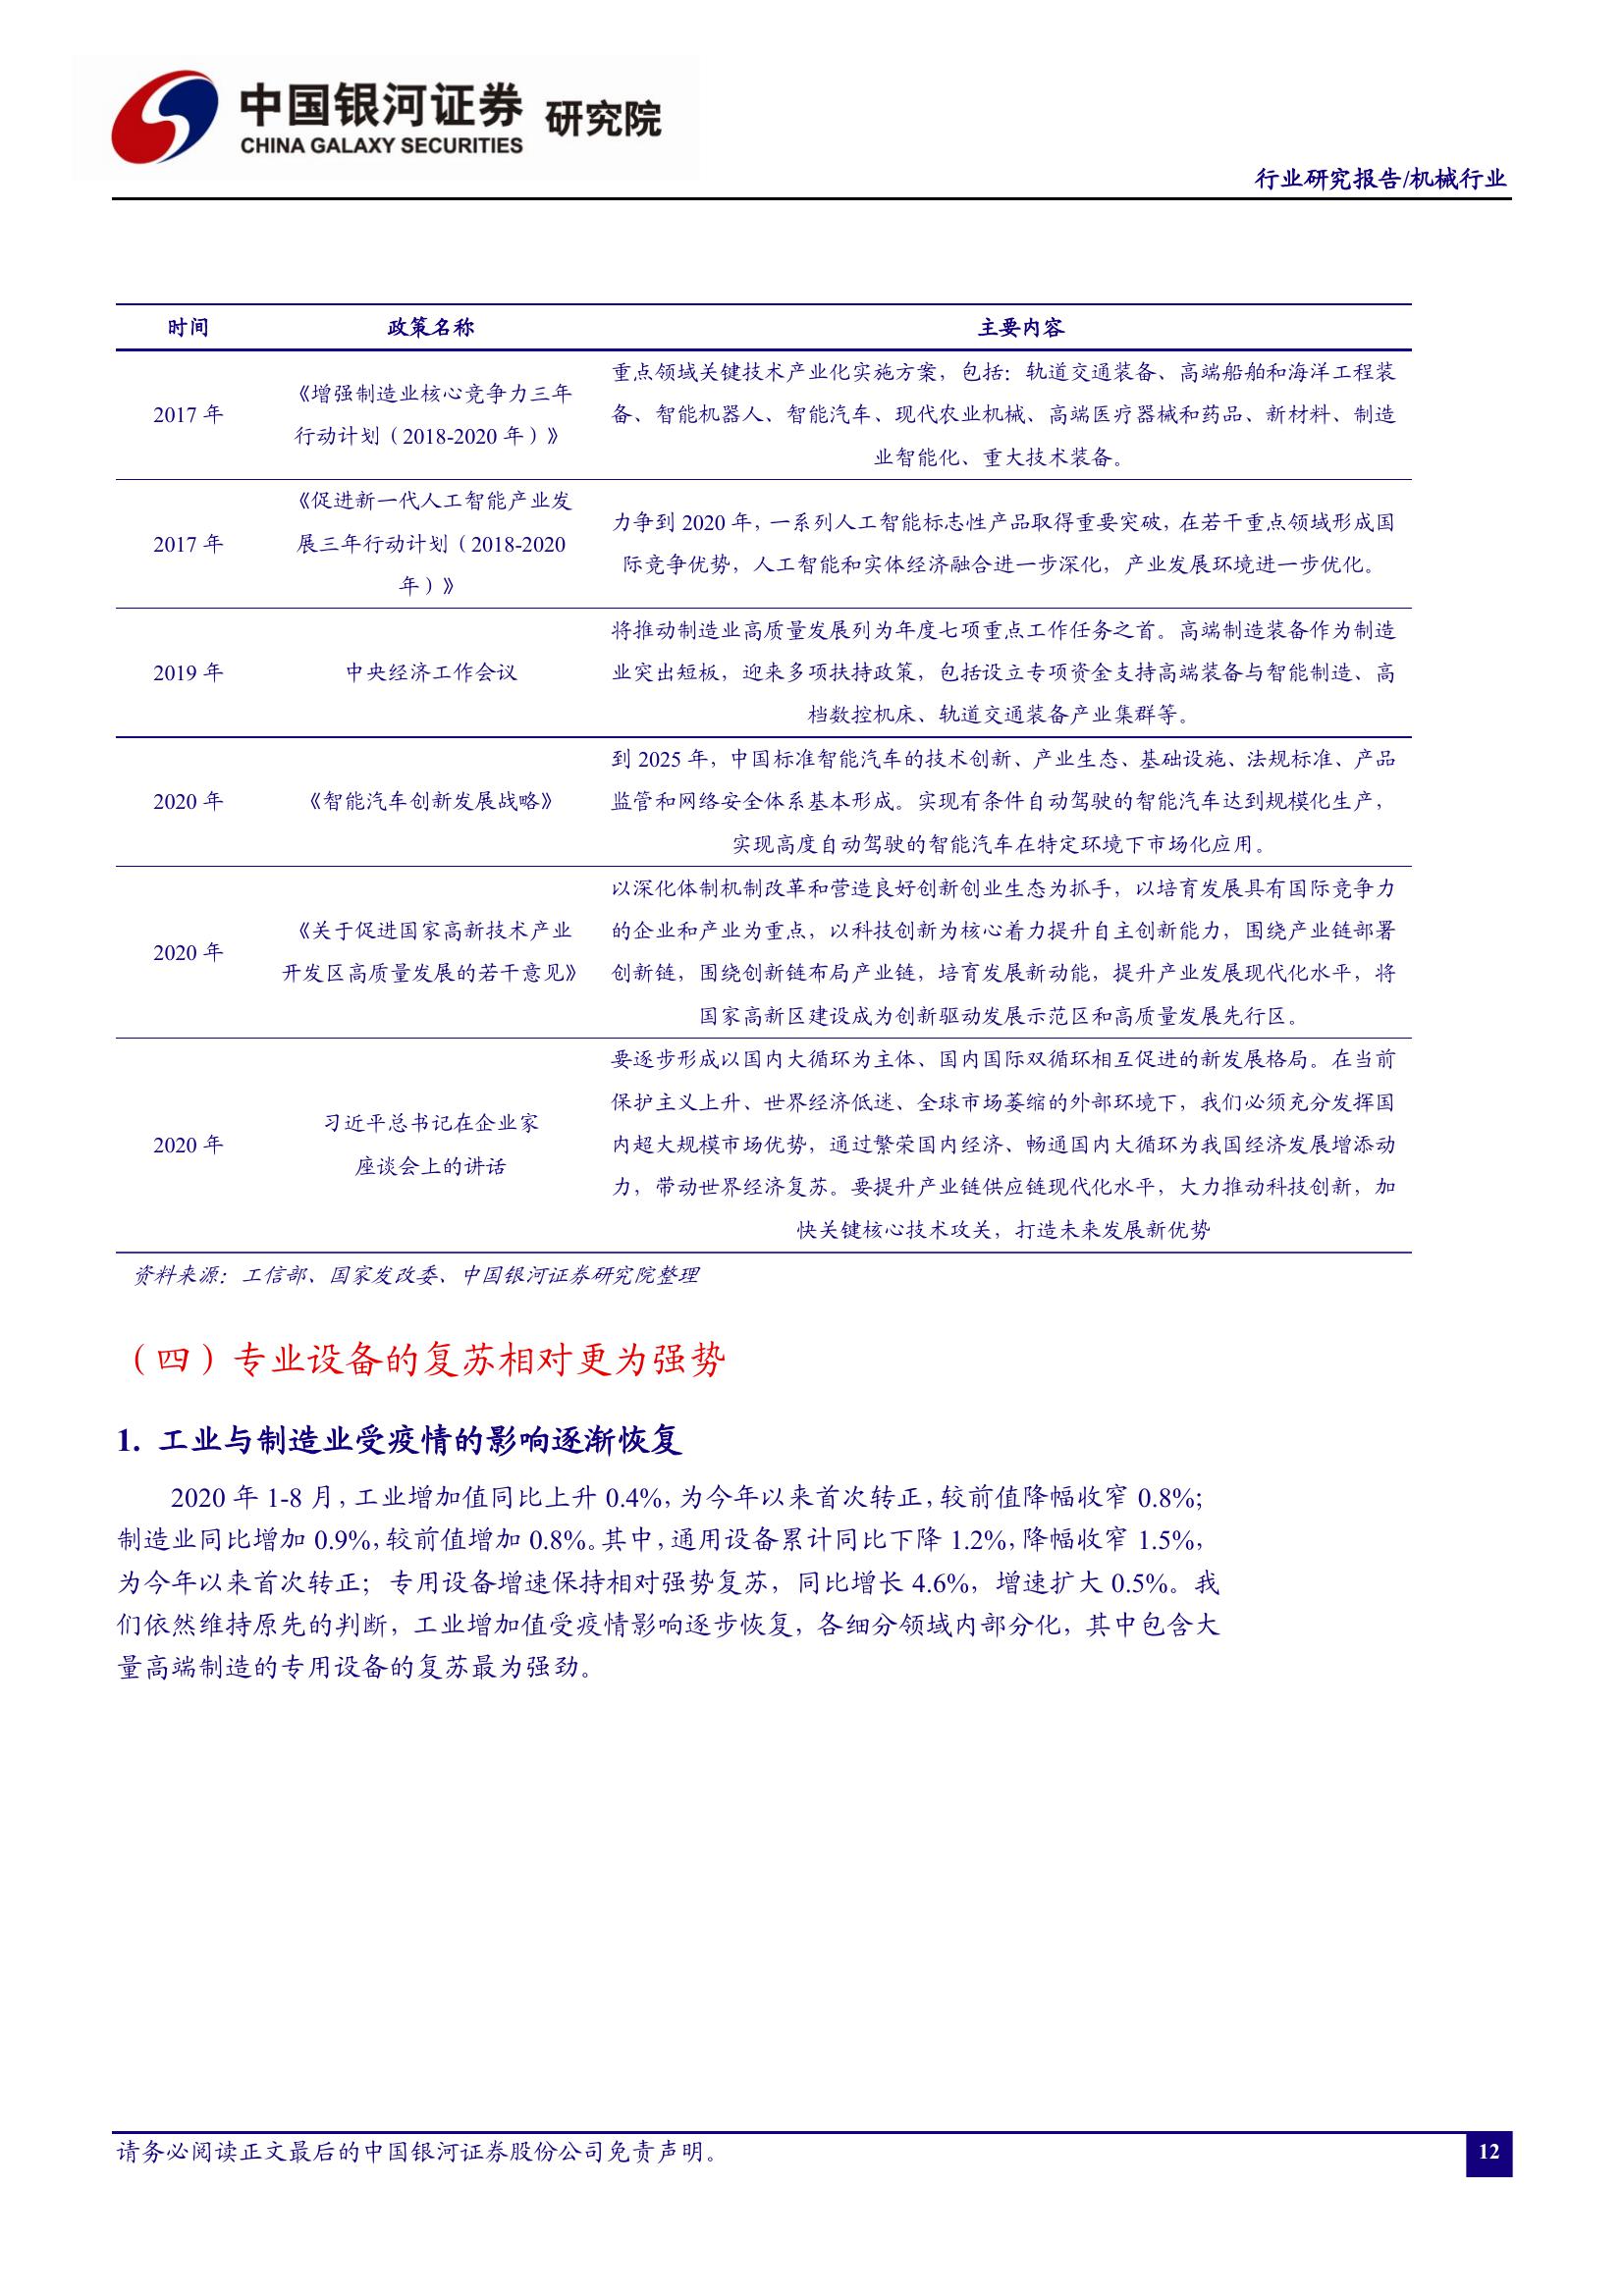 中国银河证券 研究院
CHINA GALAXY SECURITIES
行业研究报告/机械行业
时间 政策名称 主要内容
2017 年
《增强制造业核心竞争力三年
行动计划（2018-2020 年）》
重点领域关键技术产业化实施方案，包括：轨道交通装备、高端船舶和海洋工程装
备、智能机器人、智能汽车、现代农业机械、高端医疗器械和药品、新材料、制造
业智能化、重大技术装备。
2017 年
《促进新一代人工智能产业发
展三年行动计划（2018-2020
年）》
力争到 2020 年，一系列人工智能标志性产品取得重要突破，在若干重点领域形成国
际竞争优势，人工智能和实体经济融合进一步深化，产业发展环境进一步优化。
2019 年
中央经济工作会议
将推动制造业高质量发展列为年度七项重点工作任务之首。高端制造装备作为制造
业突出短板，迎来多项扶持政策，包括设立专项资金支持高端装备与智能制造、高
档数控机床、轨道交通装备产业集群等。
2020 年
《智能汽车创新发展战略》
到 2025 年，中国标准智能汽车的技术创新、产业生态、基础设施、法规标准、产品
监管和网络安全体系基本形成。实现有条件自动驾驶的智能汽车达到规模化生产，
实现高度自动驾驶的智能汽车在特定环境下市场化应用。
2020 年
《关于促进国家高新技术产业
开发区高质量发展的若干意见》
以深化体制机制改革和营造良好创新创业生态为抓手，以培育发展具有国际竞争力
的企业和产业为重点，以科技创新为核心着力提升自主创新能力，围绕产业链部署
创新链，围绕创新链布局产业链，培育发展新动能，提升产业发展现代化水平，将
国家高新区建设成为创新驱动发展示范区和高质量发展先行区。
2020 年
习近平总书记在企业家
座谈会上的讲话
要逐步形成以国内大循环为主体、国内国际双循环相互促进的新发展格局。在当前
保护主义上升、世界经济低迷、全球市场萎缩的外部环境下，我们必须充分发挥国
内超大规模市场优势，通过繁荣国内经济、畅通国内大循环为我国经济发展增添动
力，带动世界经济复苏。要提升产业链供应链现代化水平，大力推动科技创新，加
快关键核心技术攻关，打造未来发展新优势
资料来源：工信部、国家发改委、中国银河证券研究院整理
（四）专业设备的复苏相对更为强势
1. 工业与制造业受疫情的影响逐渐恢复
2020 年 1-8 月，工业增加值同比上升 0.4%，为今年以来首次转正，较前值降幅收窄 0.8%；
制造业同比增加 0.9%，较前值增加 0.8%。其中，通用设备累计同比下降 1.2%，降幅收窄 1.5%，
为今年以来首次转正；专用设备增速保持相对强势复苏，同比增长 4.6%，增速扩大 0.5%。我
们依然维持原先的判断，工业增加值受疫情影响逐步恢复，各细分领域内部分化，其中包含大
量高端制造的专用设备的复苏最为强劲。
请务必阅读正文最后的中国银河证券股份公司免责声明。
12